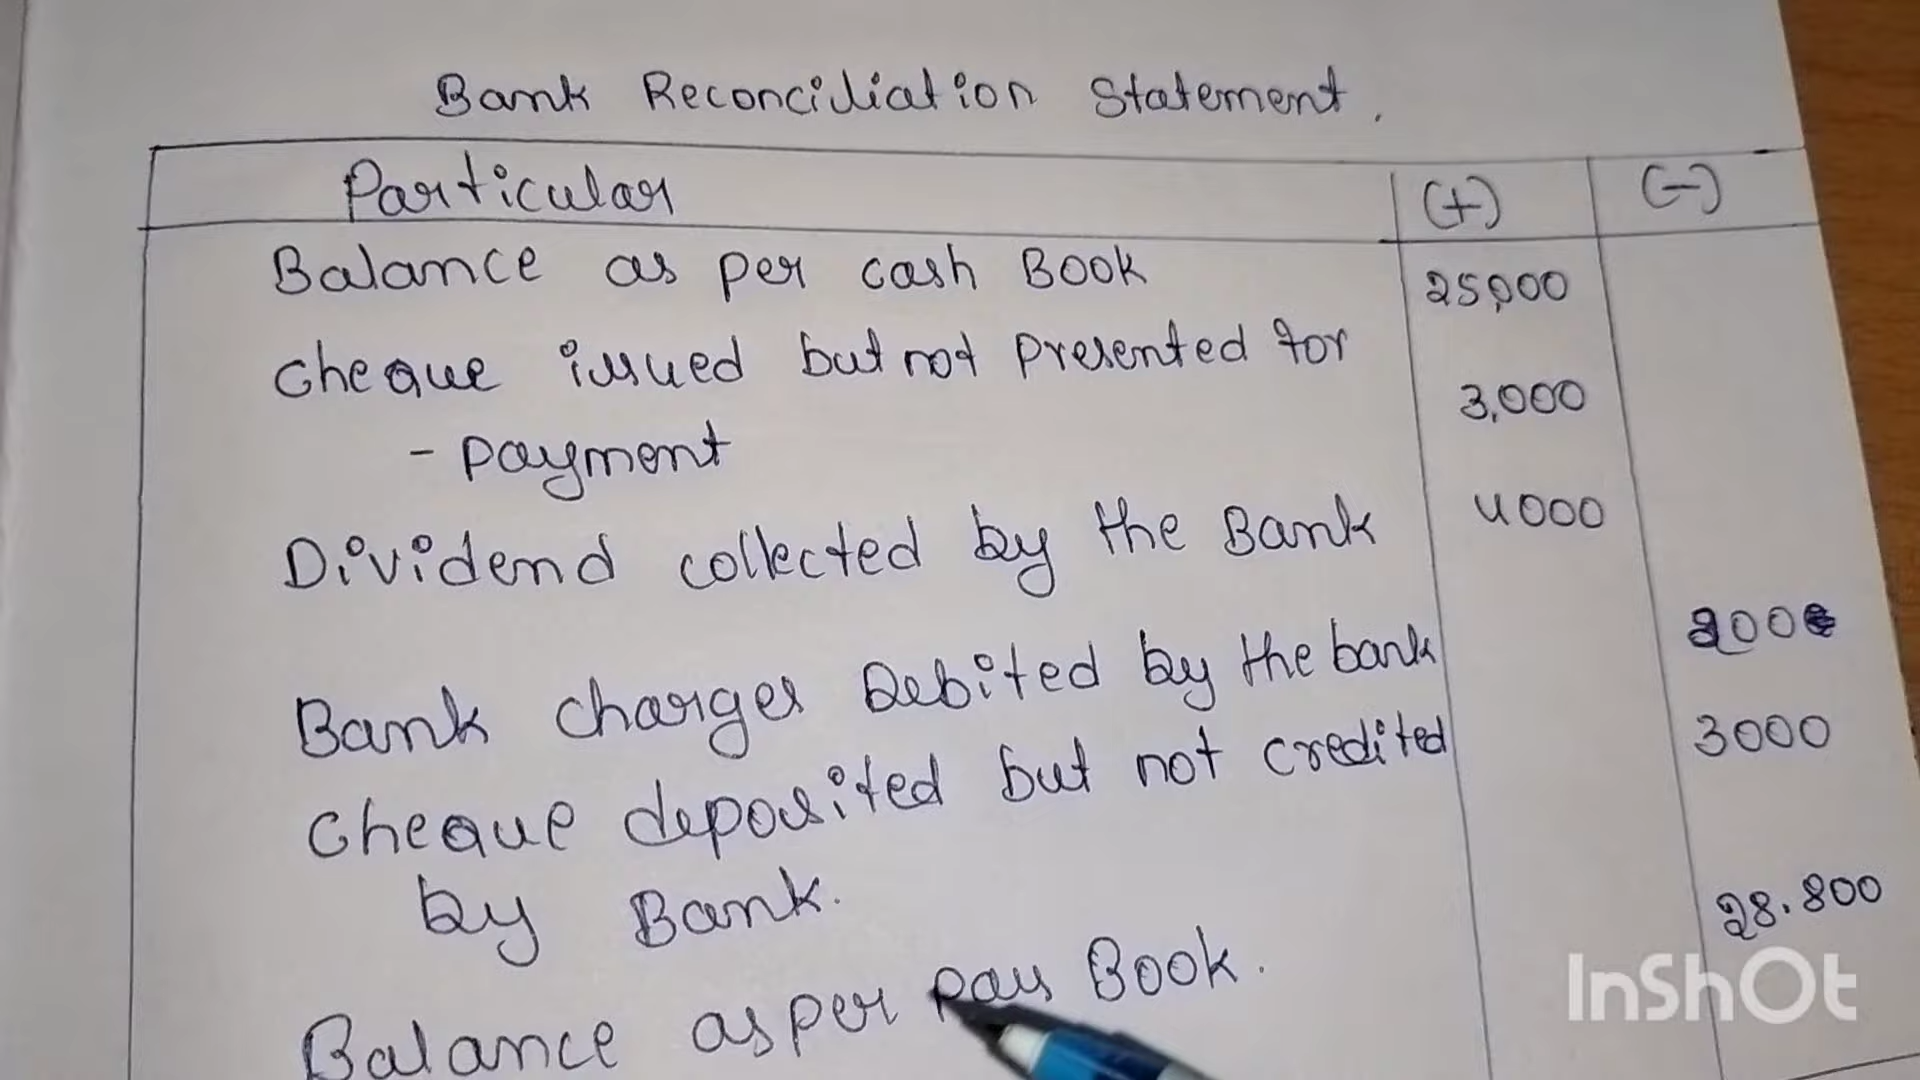 Bank Reconciliation Statement.
Particular (+) (-)
Balance as per cash Book 25,000
cheque issued but not presented for
- payment 3,000
Dividend collected by the Bank 4000
Bank charges Debited by the bank 200
cheque deposited but not credited 3000
by Bank.
Balance as per pass Book. 28.800
InShOt